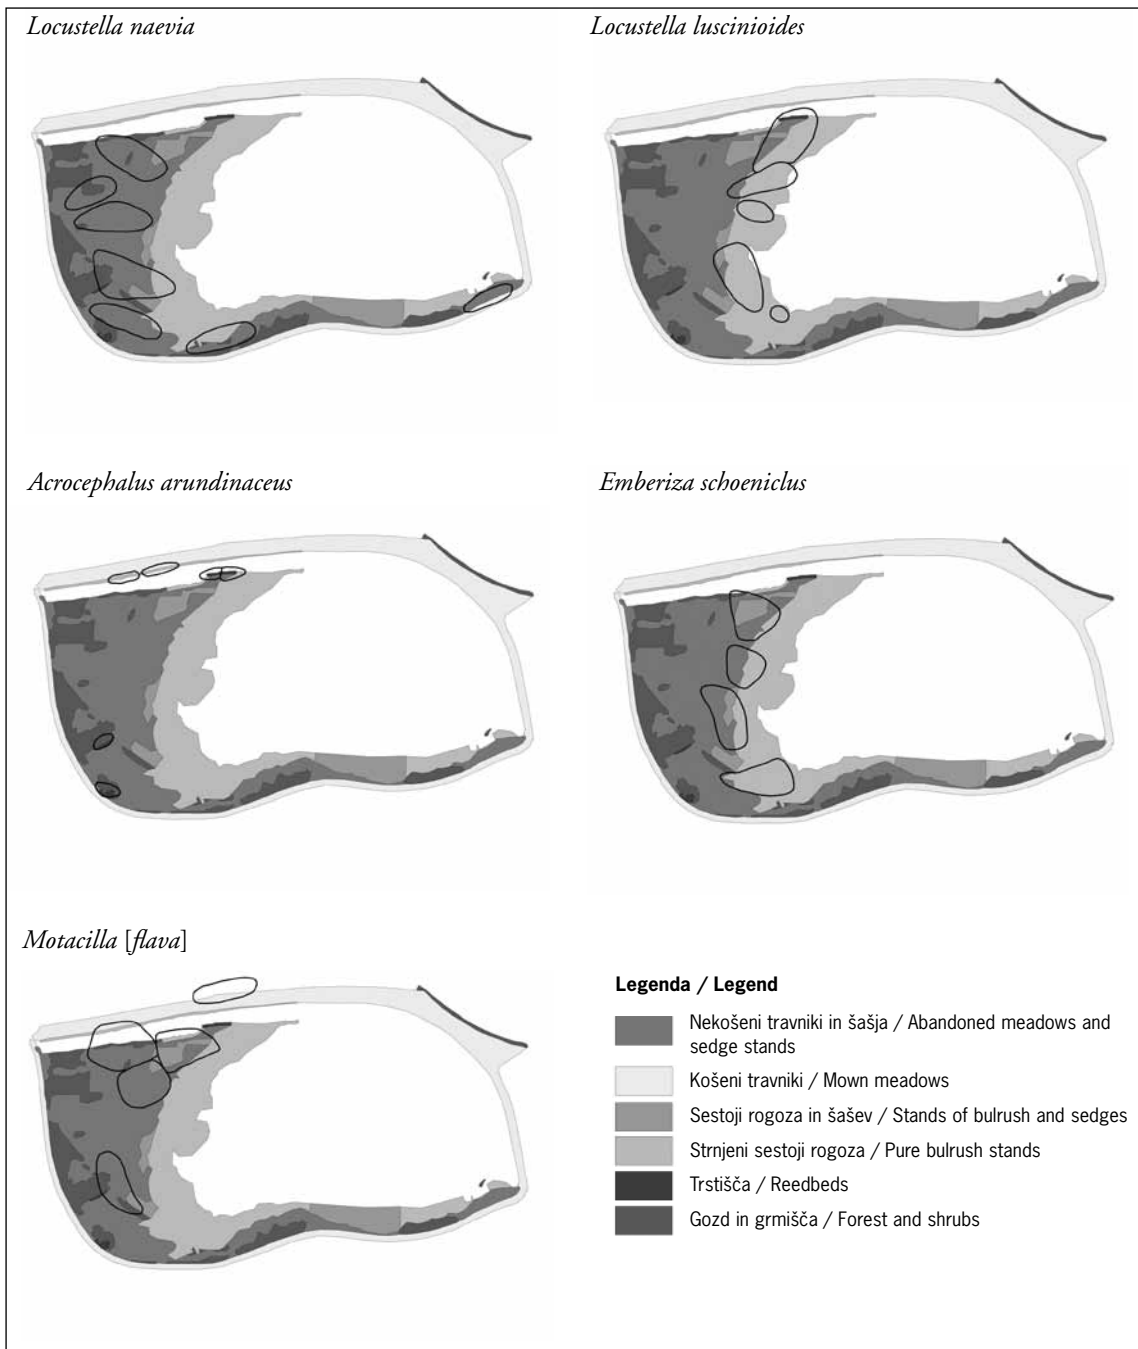 Locustella naevia
Locustella luscinioides
Acrocephalus arundinaceus
Emberiza schoeniclus
Motacilla [flava]
Legenda / Legend
Nekošeni travniki in šašja / Abandoned meadows and
sedge stands
Košeni travniki / Mown meadows
Sestoji rogoza in šašev / Stands of bulrush and sedges
Strnjeni sestoji rogoza / Pure bulrush stands
Trstišča / Reedbeds
Gozd in grmišča / Forest and shrubs